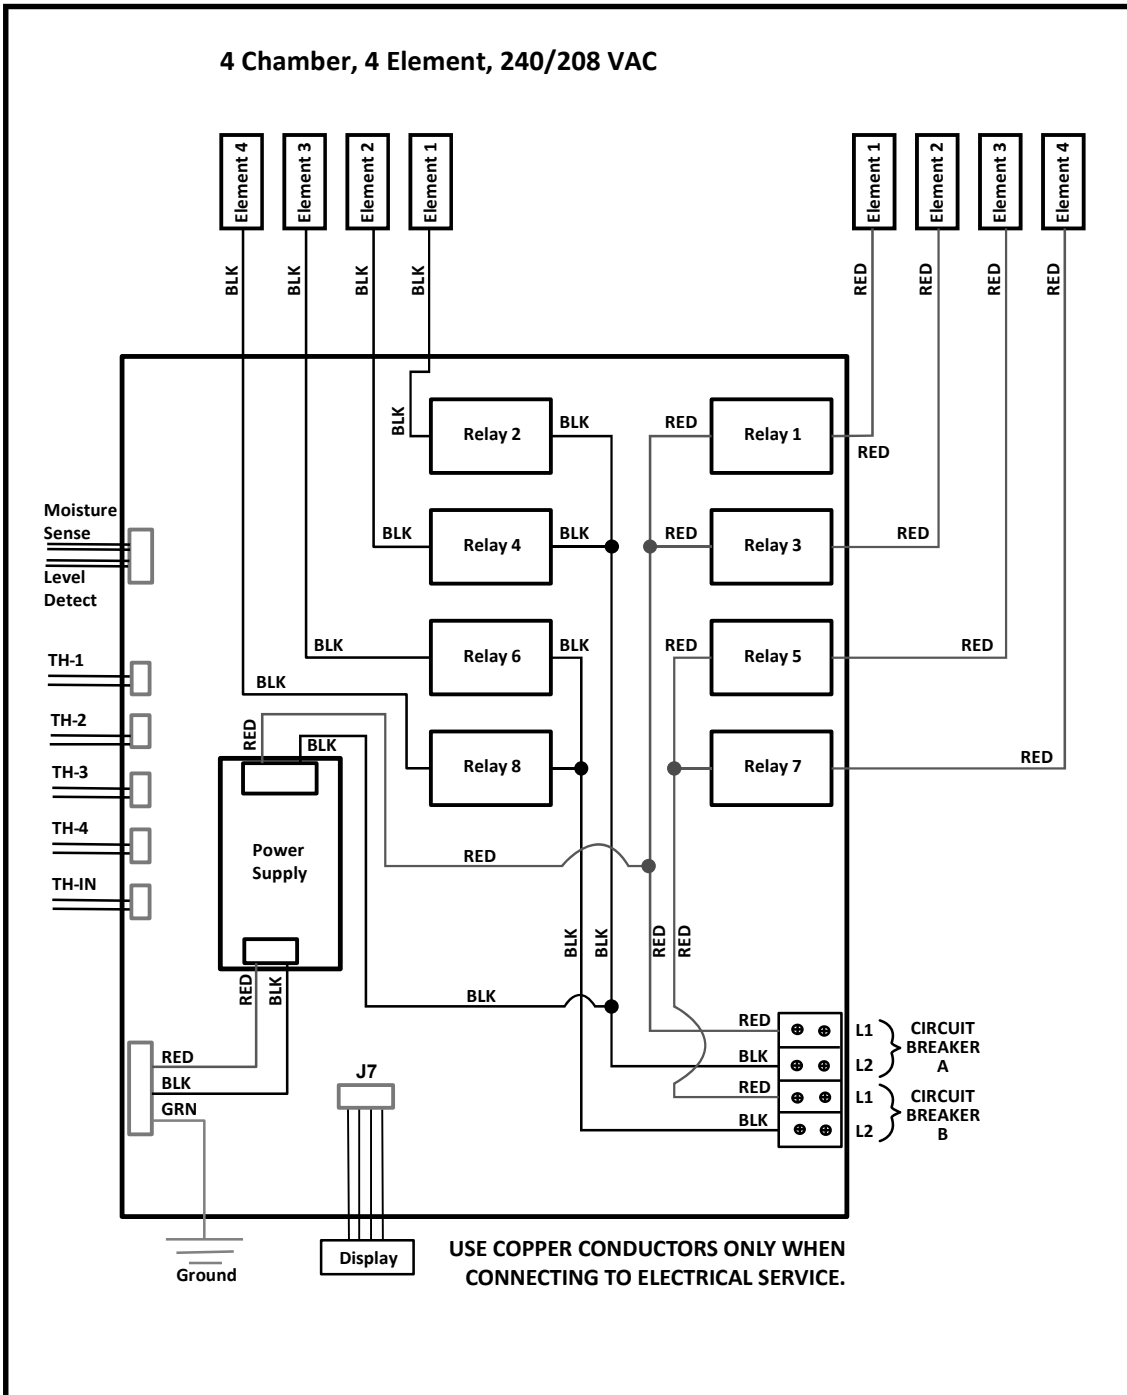 4 Chamber, 4 Element, 240/208 VAC
Element 4
Element 3
Element 2
Element 1
Element 1
Element 2
Element 3
Element 4
BLK
BLK
BLK
BLK
RED
RED
RED
RED
BLK
Relay 2
BLK
RED
Relay 1
RED
BLK
Relay 4
BLK
RED
Relay 3
RED
Moisture
Sense
Level
Detect
BLK
Relay 6
BLK
RED
Relay 5
RED
TH-1
BLK
TH-2
RED
BLK
Relay 8
Relay 7
RED
TH-3
TH-4
Power
Supply
RED
TH-IN
BLK
BLK
RED
RED
RED
BLK
BLK
RED
L1
CIRCUIT
BREAKER
A
BLK
L2
RED
L1
CIRCUIT
BREAKER
B
BLK
L2
RED
BLK
GRN
J7
Ground
Display
USE COPPER CONDUCTORS ONLY WHEN
CONNECTING TO ELECTRICAL SERVICE.